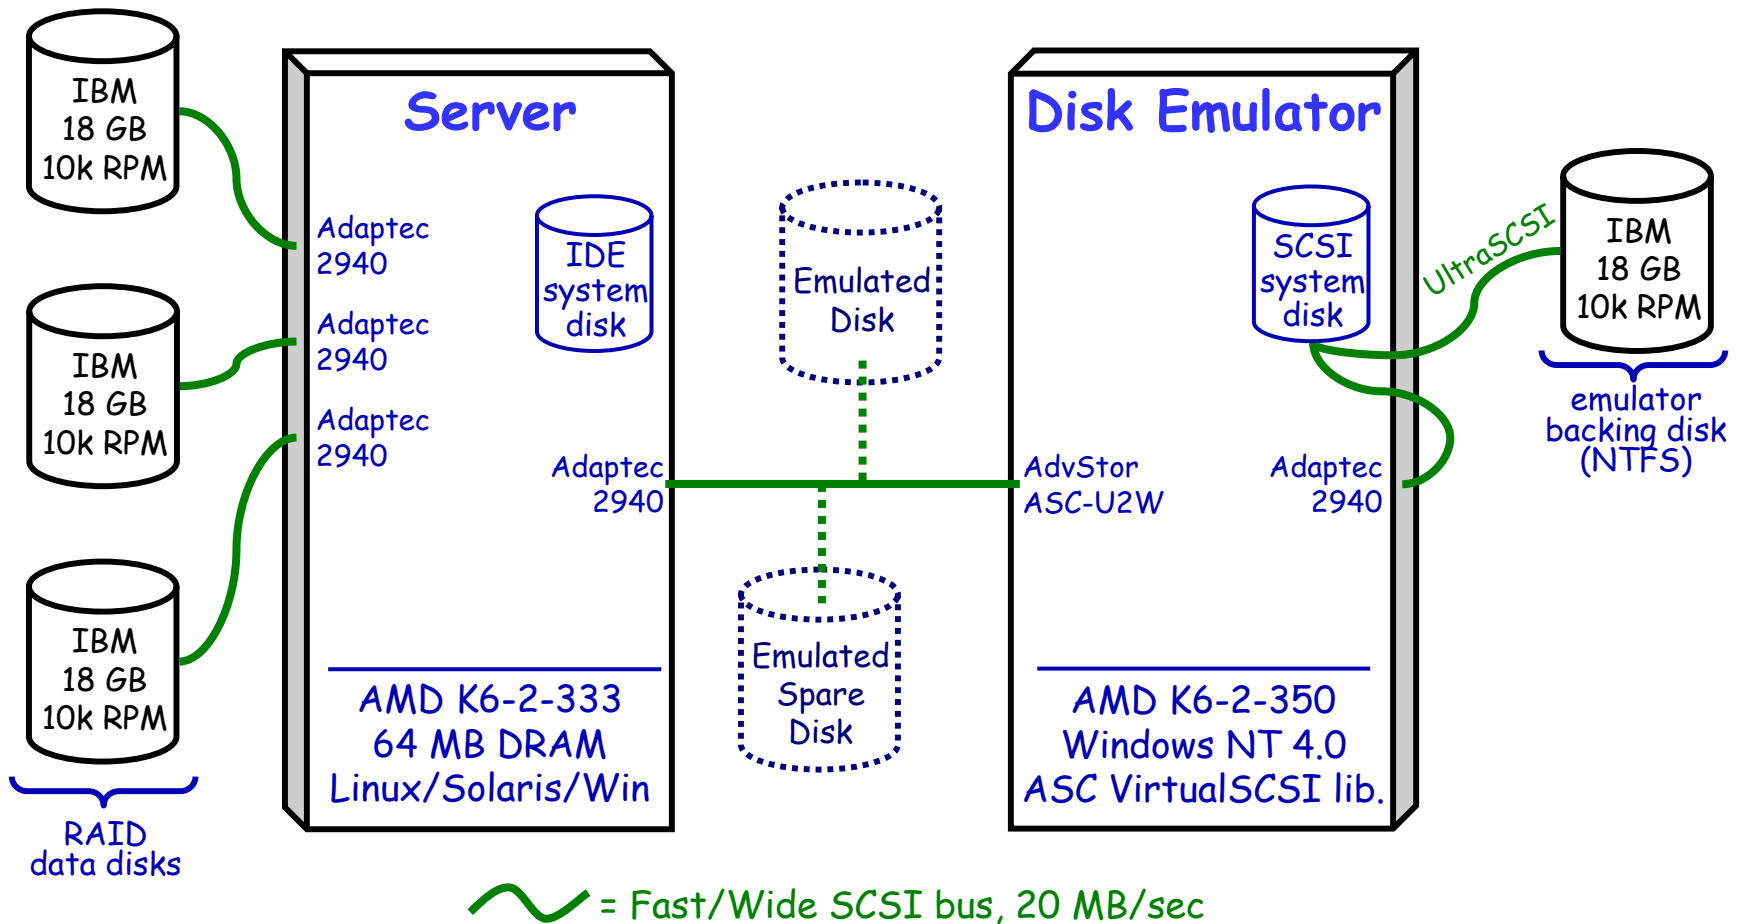 IBM
18 GB
10k RPM
IBM
18 GB
10k RPM
IBM
18 GB
10k RPM
RAID
data disks
Server
Adaptec
2940
Adaptec
2940
Adaptec
2940
IDE
system
disk
Adaptec
2940
AMD K6-2-333
64 MB DRAM
Linux/Solaris/Win
Emulated
Disk
Emulated
Spare
Disk
Disk Emulator
SCSI
system
disk
AdvStor
ASC-U2W
Adaptec
2940
AMD K6-2-350
Windows NT 4.0
ASC VirtualSCSI lib.
UltraSCSI
IBM
18 GB
10k RPM
emulator
backing disk
(NTFS)
= Fast/Wide SCSI bus, 20 MB/sec